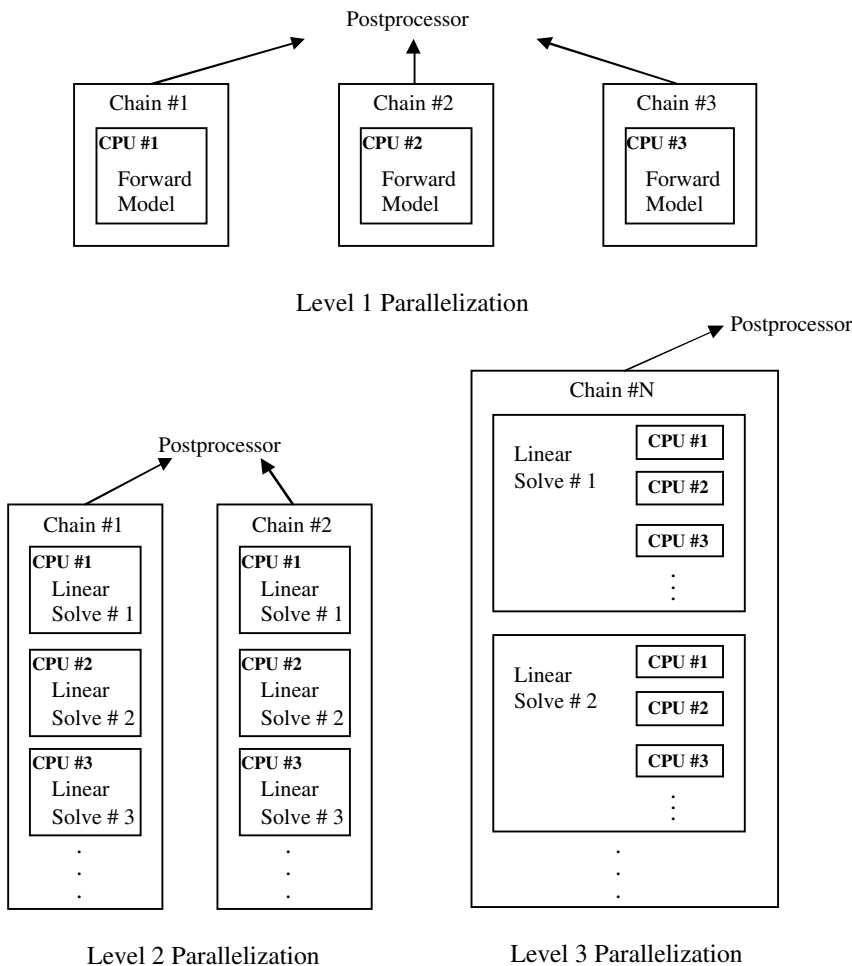 Postprocessor
Chain #1
CPU #1
Forward
Model
Chain #2
CPU #2
Forward
Model
Chain #3
CPU #3
Forward
Model
Level 1 Parallelization
Postprocessor
Chain #1
CPU #1
Linear
Solve # 1
CPU #2
Linear
Solve # 2
CPU #3
Linear
Solve # 3
.
.
.
Chain #2
CPU #1
Linear
Solve # 1
CPU #2
Linear
Solve # 2
CPU #3
Linear
Solve # 3
.
.
.
Level 2 Parallelization
Postprocessor
Chain #N
Linear
Solve # 1
CPU #1
CPU #2
CPU #3
.
.
.
Linear
Solve # 2
CPU #1
CPU #2
CPU #3
.
.
.
.
.
.
Level 3 Parallelization